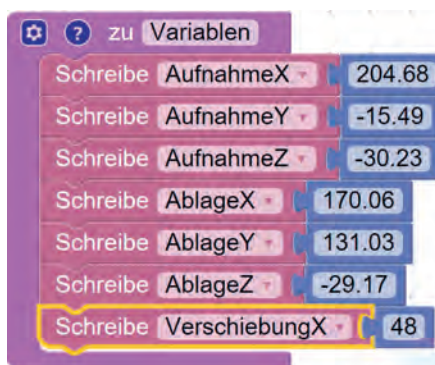 ? zu Variablen
Schreibe AufnahmeX 204.68
Schreibe AufnahmeY -15.49
Schreibe AufnahmeZ -30.23
Schreibe AblageX 170.06
Schreibe AblageY 131.03
Schreibe AblageZ -29.17
Schreibe VerschiebungX 48